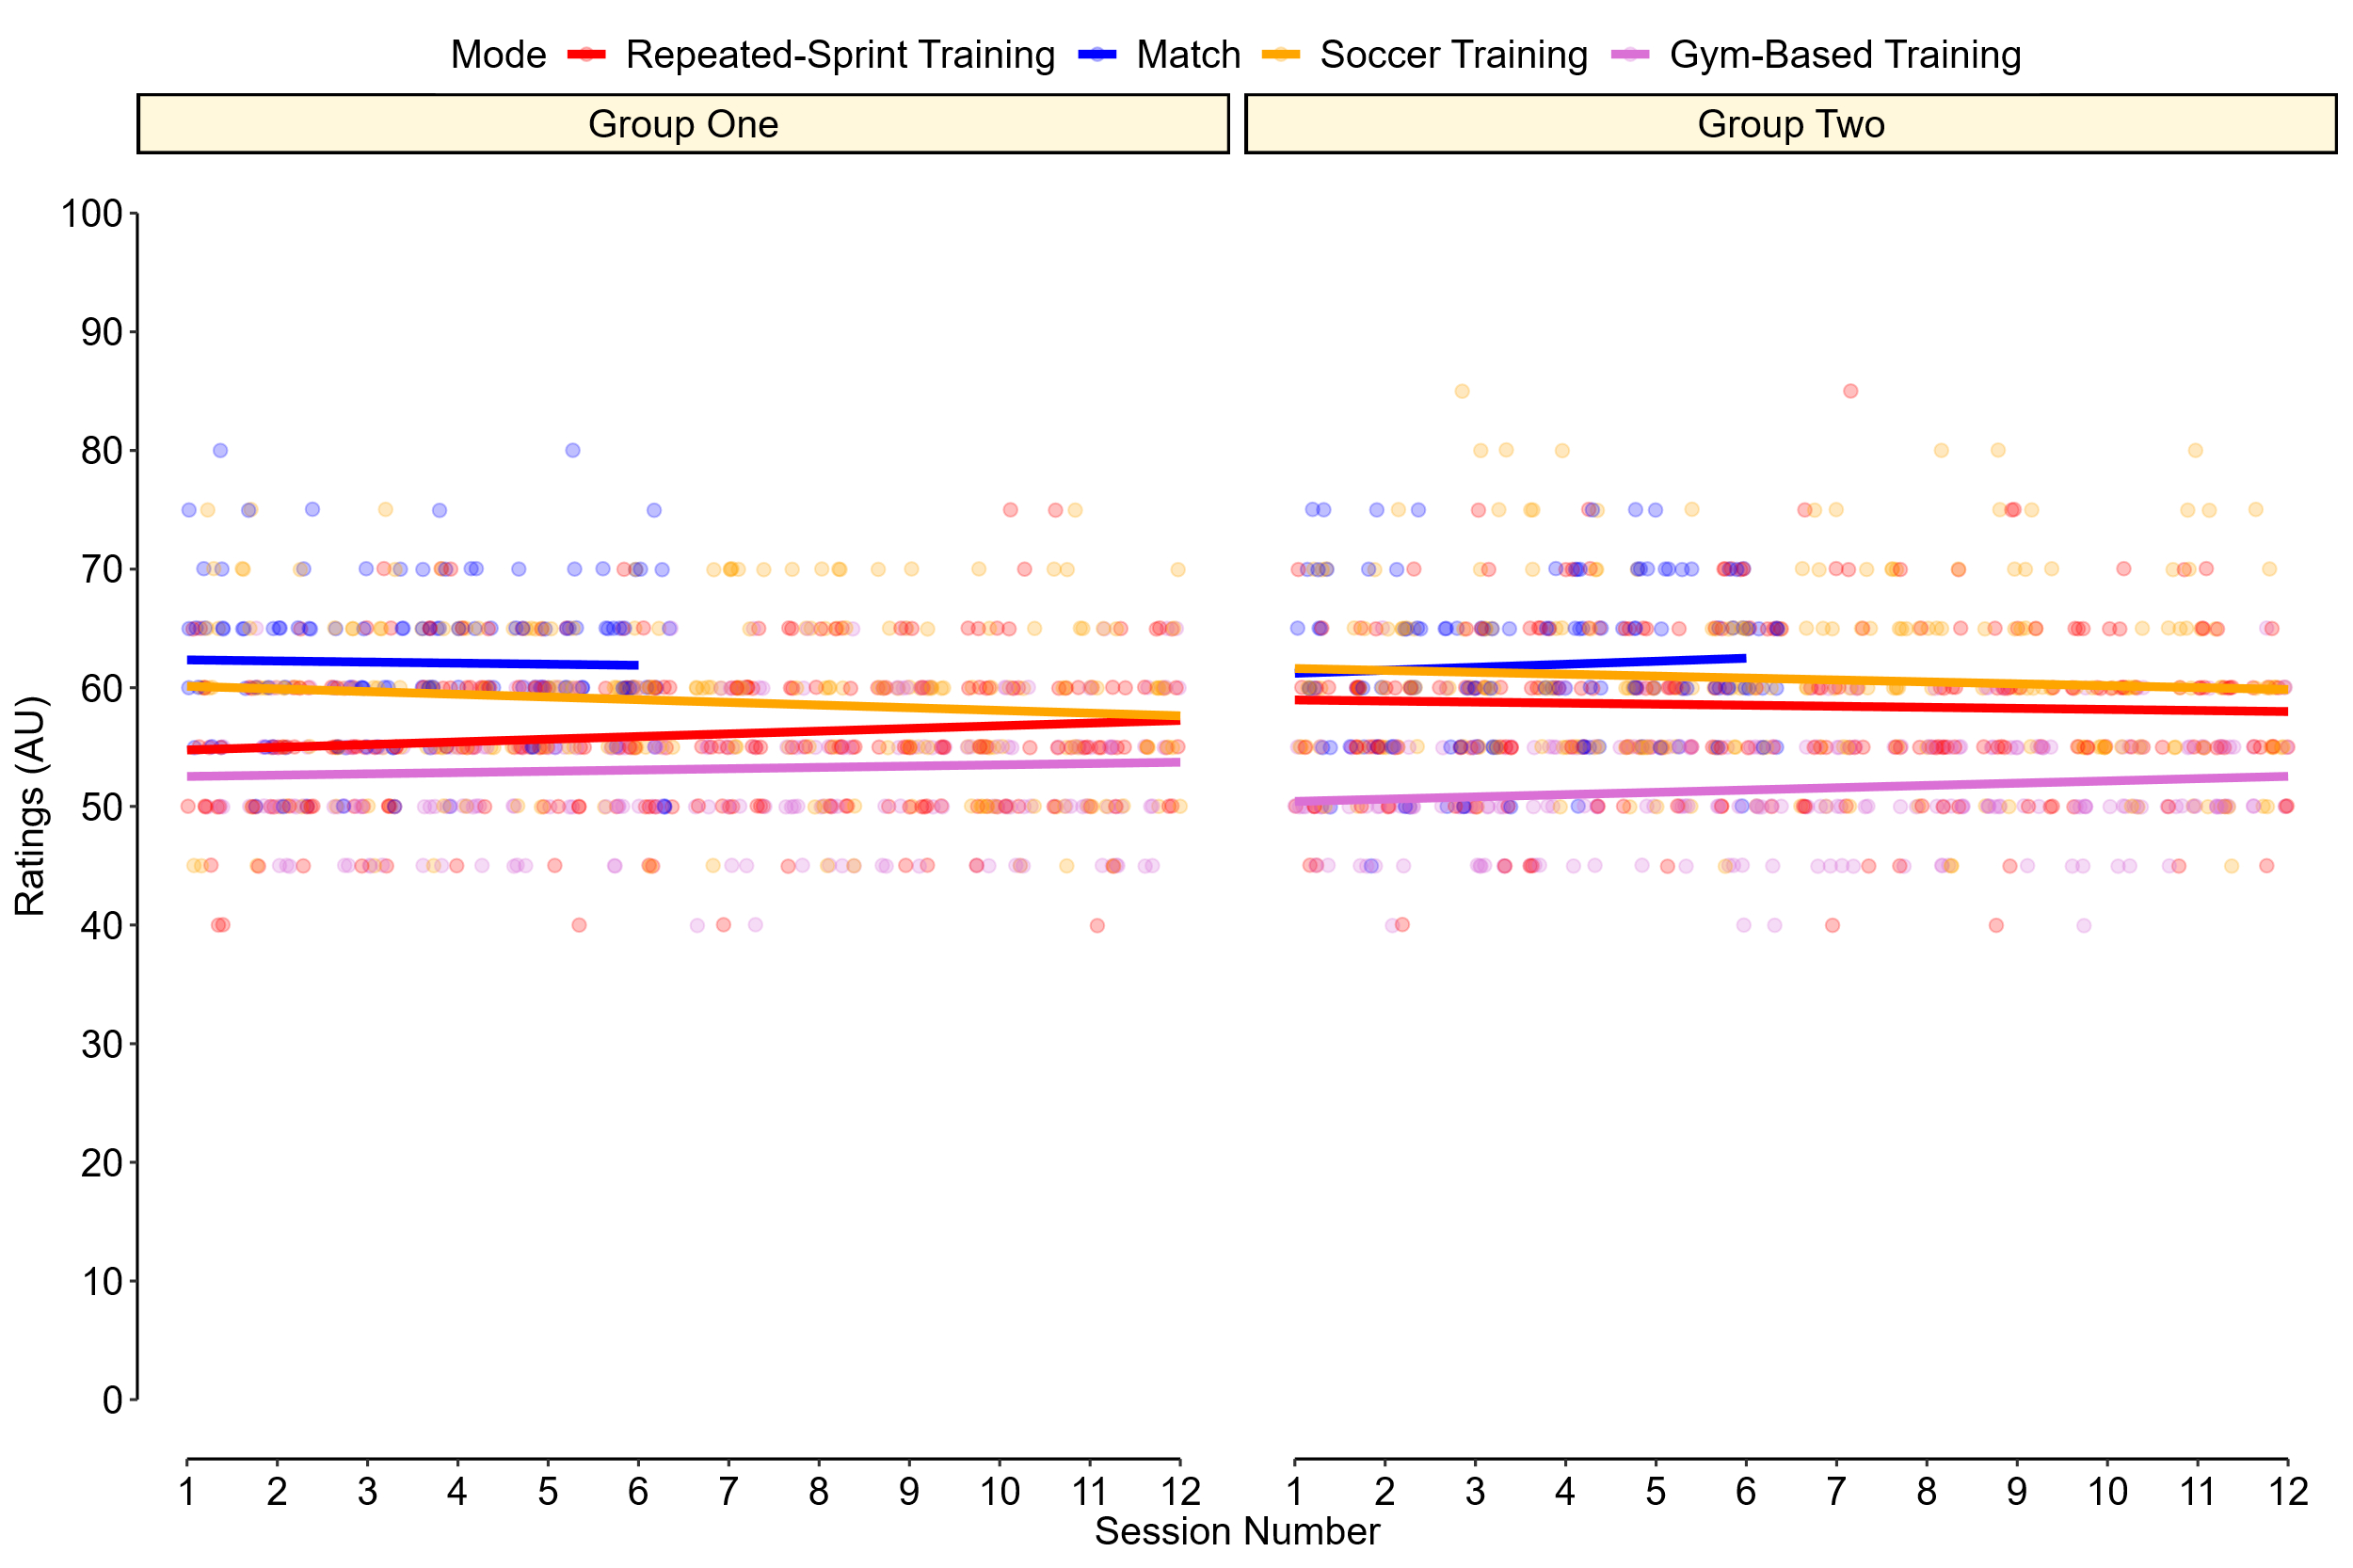 Mode Repeated-Sprint Training Match Soccer Training Gym-Based Training
Group One Group Two
100
90
80
70
60
50
40
30
20
10
0
Ratings (AU)
1 2 3 4 5 6 7 8 9 10 11 12 1 2 3 4 5 6 7 8 9 10 11 12
Session Number